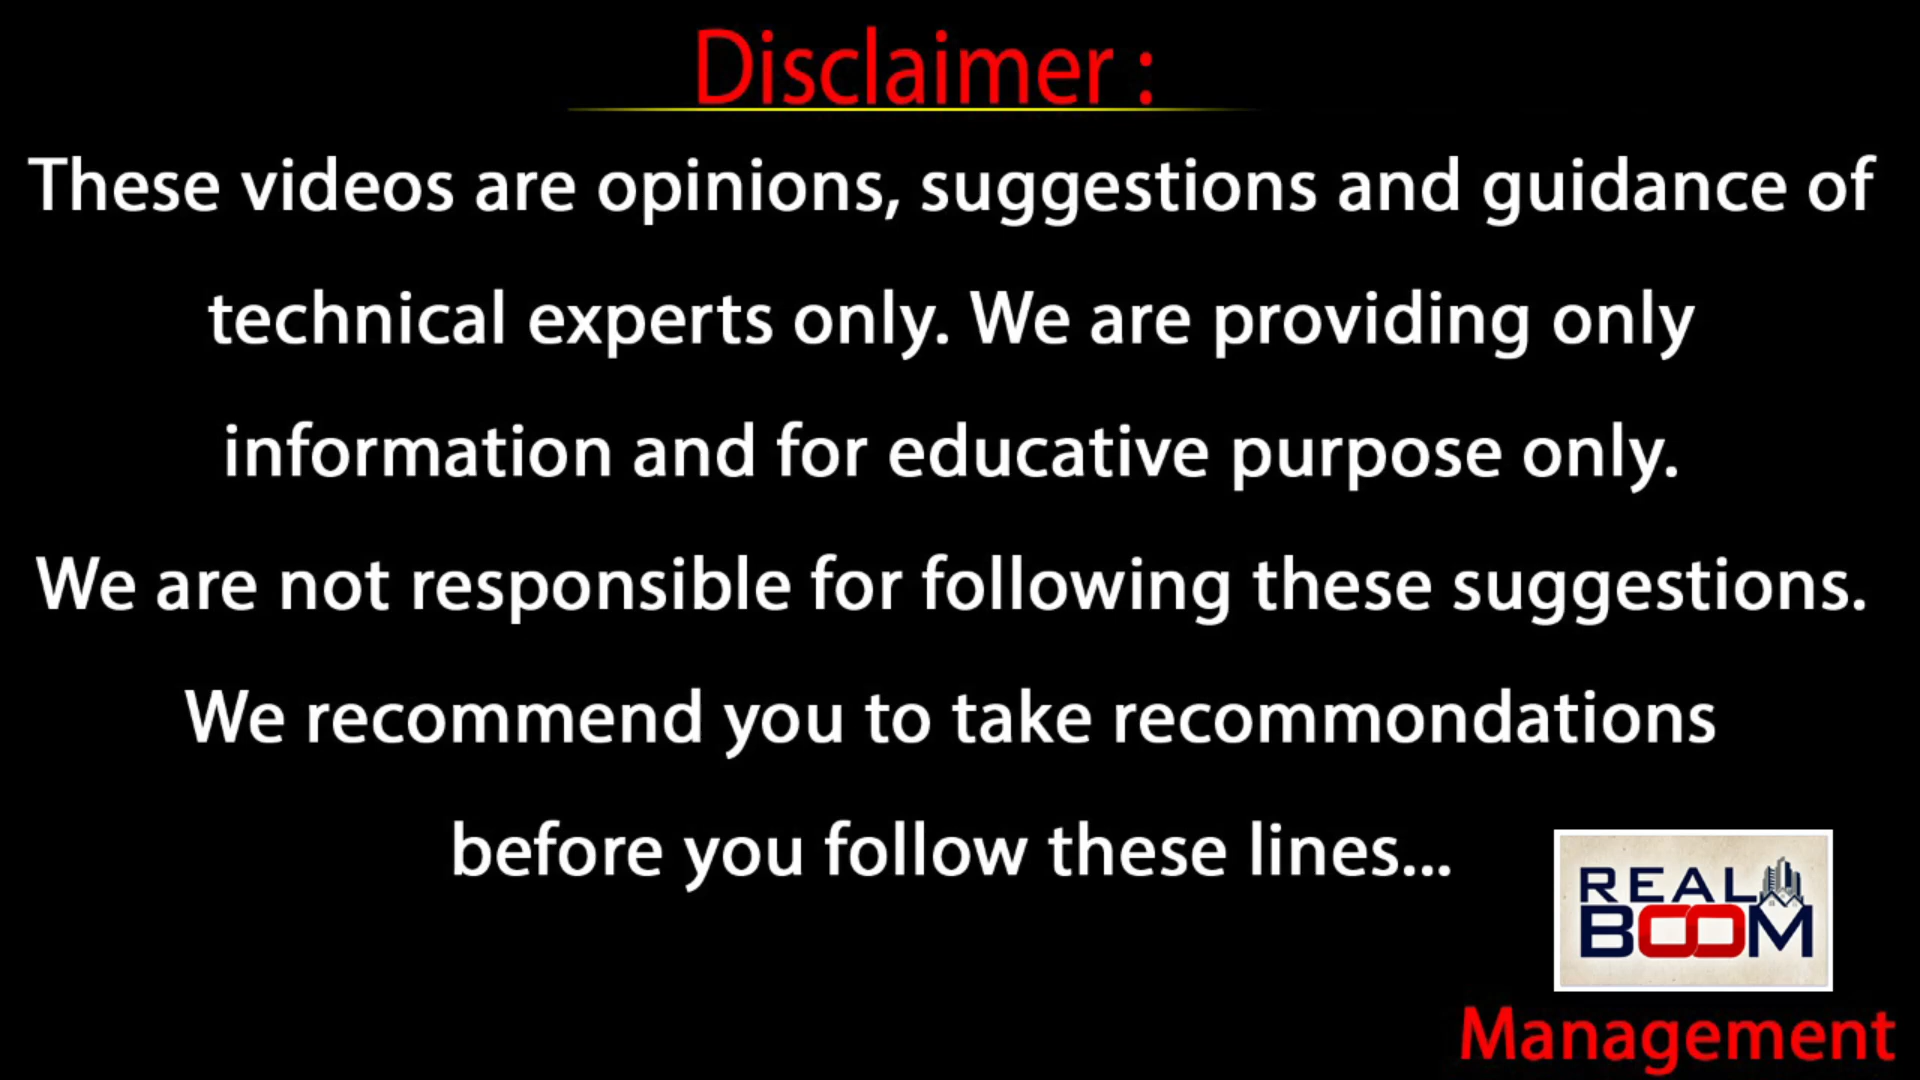 Disclaimer :
These videos are opinions, suggestions and guidance of
technical experts only. We are providing only
information and for educative purpose only.
We are not responsible for following these suggestions.
We recommend you to take recommondations
before you follow these lines...
REAL
BOOM
Management